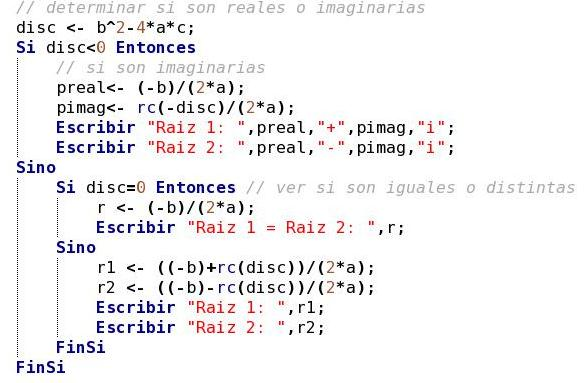 // determinar si son reales o imaginarias
disc <- b^2-4*a*c;
Si disc<0 Entonces
    // si son imaginarias
    preal<- (-b)/(2*a);
    pimag<- rc(-disc)/(2*a);
    Escribir "Raiz 1: ",preal,"+",pimag,"i";
    Escribir "Raiz 2: ",preal,"-",pimag,"i";
Sino
    Si disc=0 Entonces // ver si son iguales o distintas
        r <- (-b)/(2*a);
        Escribir "Raiz 1 = Raiz 2: ",r;
    Sino
        r1 <- ((-b)+rc(disc))/(2*a);
        r2 <- ((-b)-rc(disc))/(2*a);
        Escribir "Raiz 1: ",r1;
        Escribir "Raiz 2: ",r2;
    FinSi
FinSi